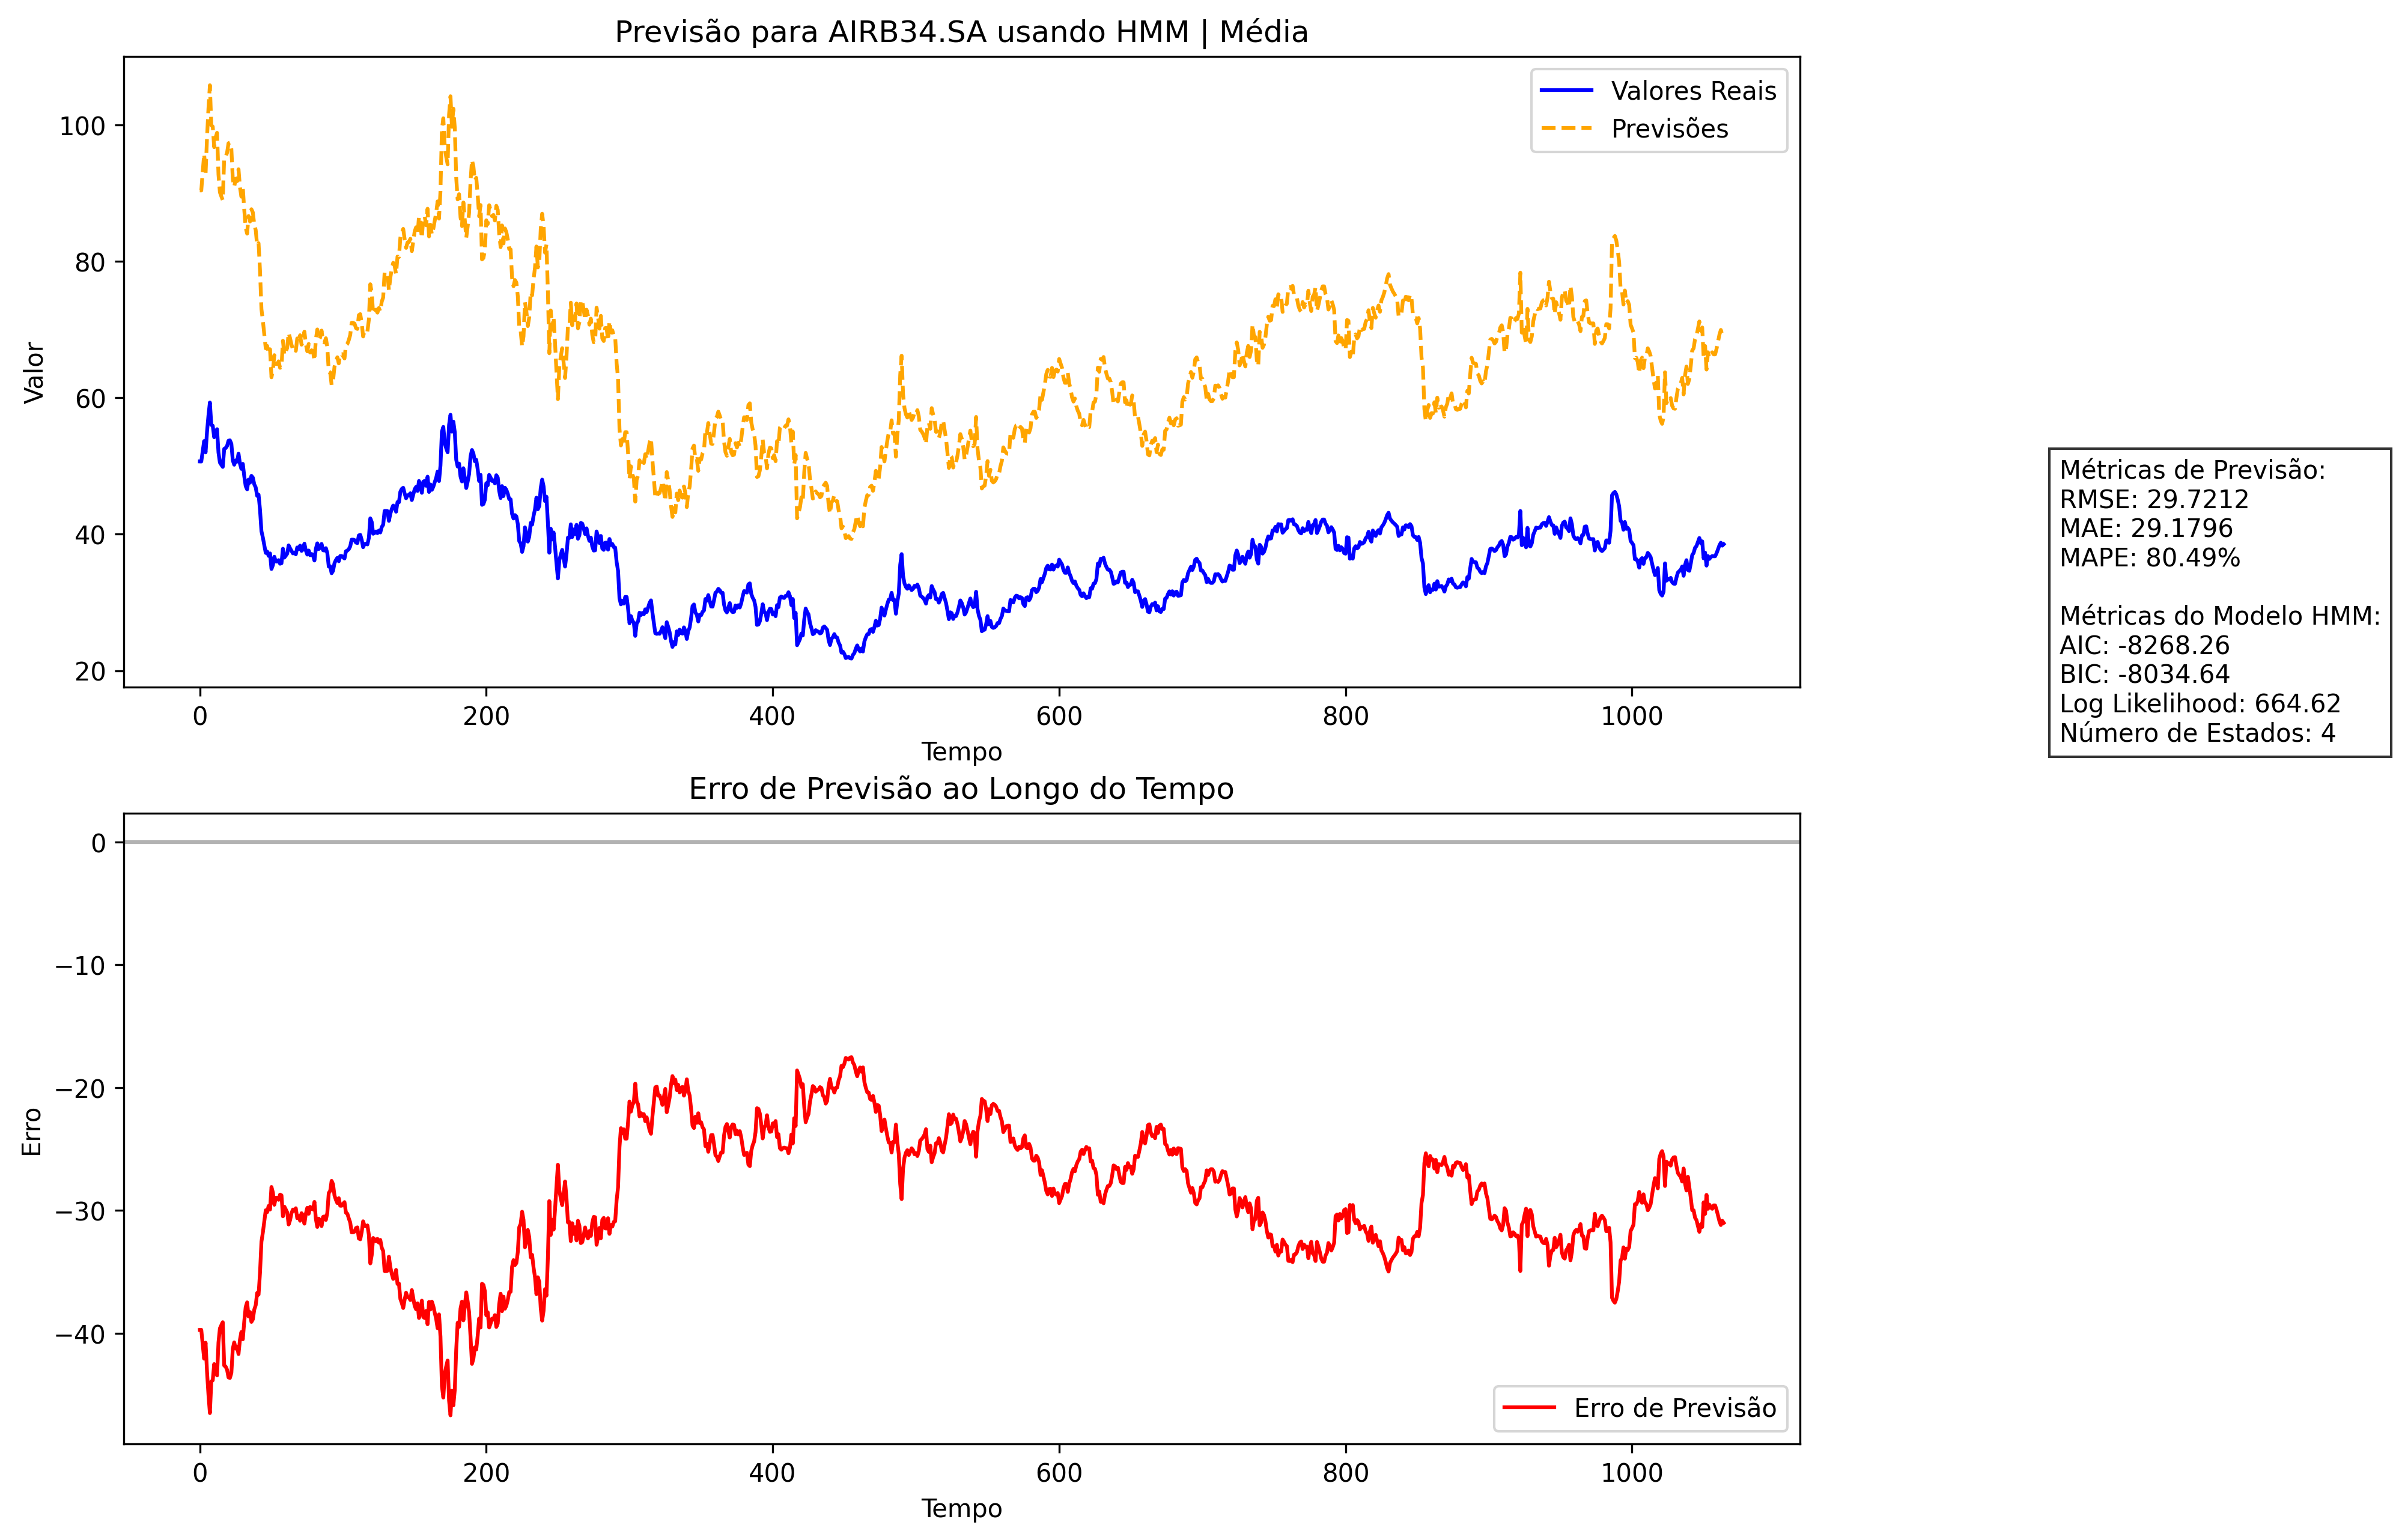 Previsão para AIRB34.SA usando HMM | Média
Valor
100
80
60
40
20
Valores Reais
Previsões
0 200 400 600 800 1000
Tempo
Métricas de Previsão:
RMSE: 29.7212
MAE: 29.1796
MAPE: 80.49%
Métricas do Modelo HMM:
AIC: -8268.26
BIC: -8034.64
Log Likelihood: 664.62
Número de Estados: 4
Erro de Previsão ao Longo do Tempo
Erro
0
−10
−20
−30
−40
Erro de Previsão
0 200 400 600 800 1000
Tempo